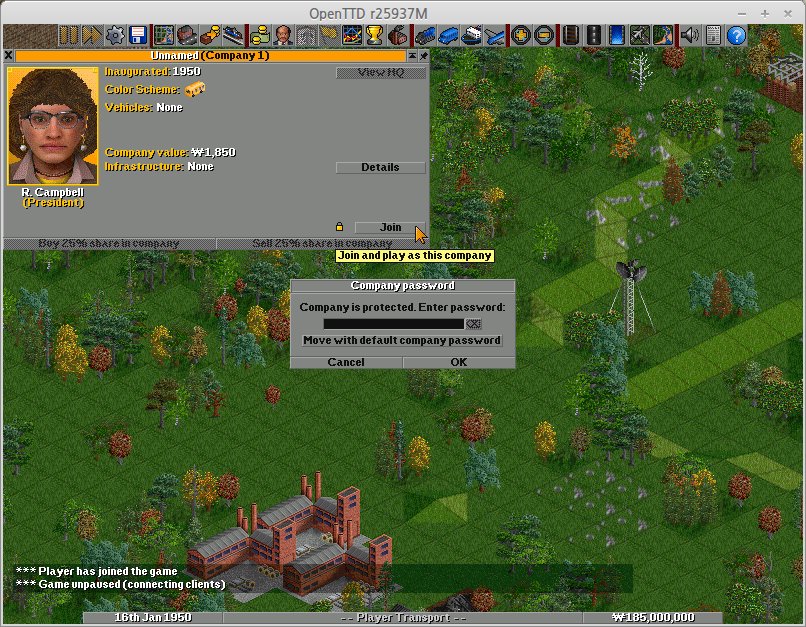 OpenTTD r25937M
Unnamed (Company 1)
Inaugurated: 1950
View HQ
Color Scheme:
Vehicles: None
Company value: ₩1,850
Infrastructure: None
Details
R. Campbell
(President)
Join
Buy 25% share in company
Sell 25% share in company
Join and play as this company
Company password
Company is protected. Enter password:
Move with default company password
Cancel
OK
*** Player has joined the game
*** Game unpaused (connecting clients)
16th Jan 1950
-- Player Transport --
₩185,000,000